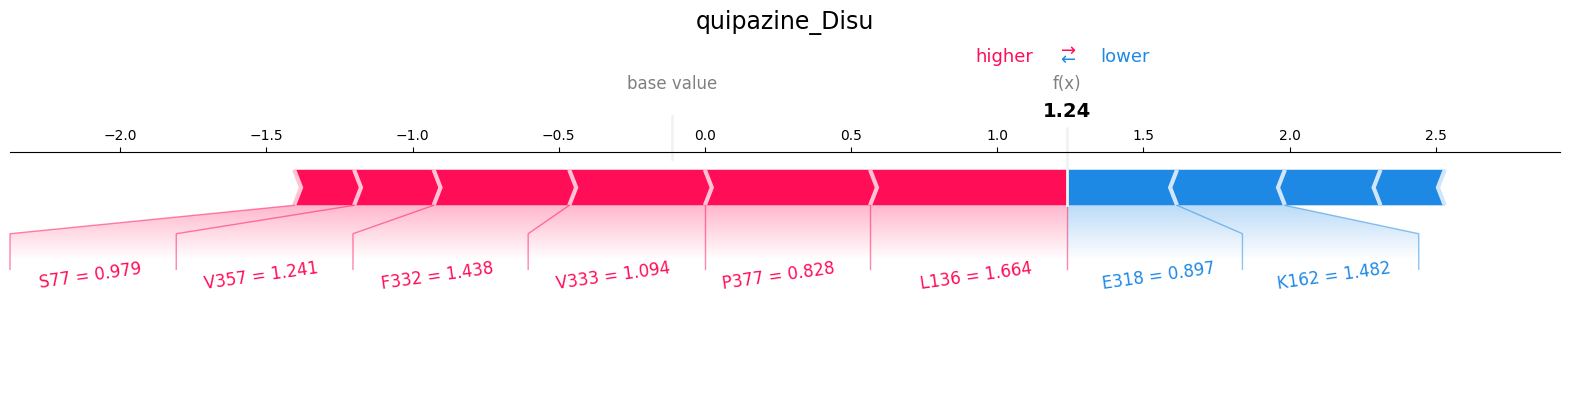 quipazine_Disu
higher ⇄ lower
base value f(x)
1.24
−2.0 −1.5 −1.0 −0.5 0.0 0.5 1.0 1.5 2.0 2.5
S77 = 0.979 V357 = 1.241 F332 = 1.438 V333 = 1.094 P377 = 0.828 L136 = 1.664 E318 = 0.897 K162 = 1.482